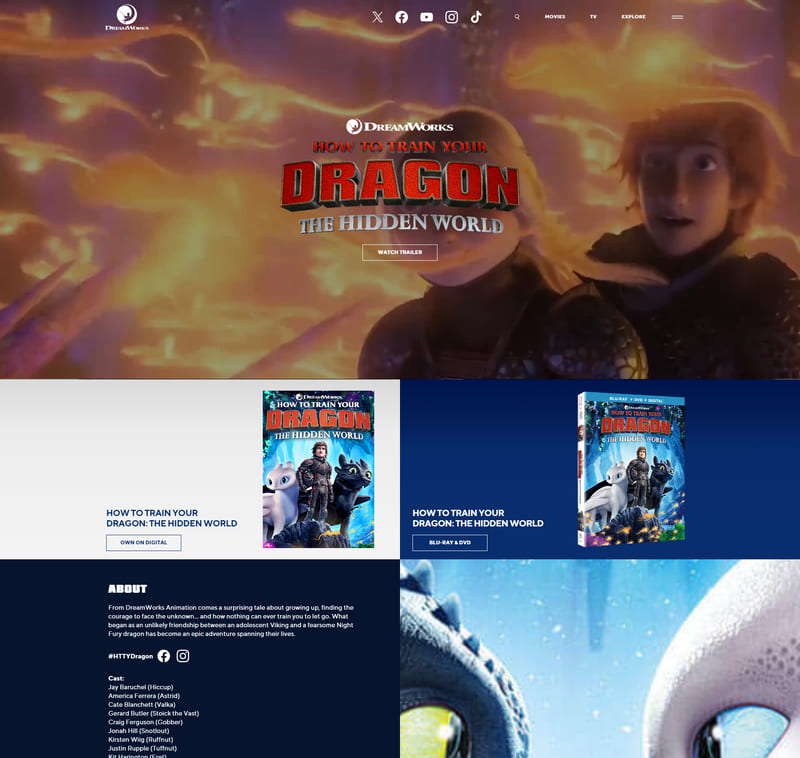 DREAMWORKS
MOVIES
TV
EXPLORE
DREAMWORKS
HOW TO TRAIN YOUR
DRAGON
THE HIDDEN WORLD
WATCH TRAILER
DREAMWORKS
HOW TO TRAIN YOUR
DRAGON
THE HIDDEN WORLD
HOW TO TRAIN YOUR
DRAGON: THE HIDDEN WORLD
OWN ON DIGITAL
BLU-RAY + DVD + DIGITAL
DREAMWORKS
HOW TO TRAIN YOUR
DRAGON
THE HIDDEN WORLD
HOW TO TRAIN YOUR
DRAGON: THE HIDDEN WORLD
BLU-RAY & DVD
ABOUT
From DreamWorks Animation comes a surprising tale about growing up, finding the
courage to face the unknown... and how nothing can ever train you to let go. What
began as an unlikely friendship between an adolescent Viking and a fearsome Night
Fury dragon has become an epic adventure spanning their lives.
#HTTYDragon
Cast:
Jay Baruchel (Hiccup)
America Ferrera (Astrid)
Cate Blanchett (Valka)
Gerard Butler (Stoick the Vast)
Craig Ferguson (Gobber)
Jonah Hill (Snotlout)
Kirsten Wiig (Ruffnut)
Justin Rupple (Tuffnut)
Kit Harington (Eret)